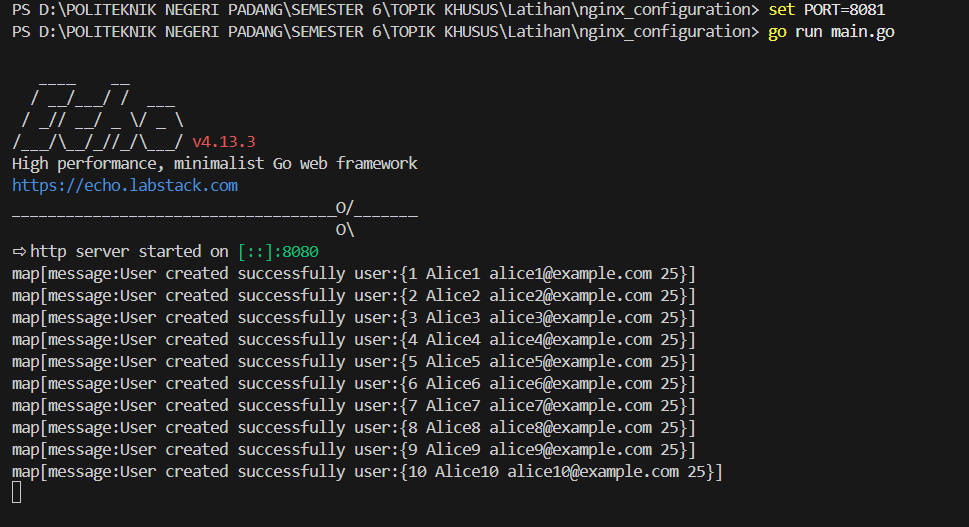 PS D:\POLITEKNIK NEGERI PADANG\SEMESTER 6\TOPIK KHUSUS\Latihan\nginx_configuration> set PORT=8081
PS D:\POLITEKNIK NEGERI PADANG\SEMESTER 6\TOPIK KHUSUS\Latihan\nginx_configuration> go run main.go
   ____    __
  / __/___/ /  ___
 / _// __/ _ \/ _ \
/___/\__/_//_/\___/ v4.13.3
High performance, minimalist Go web framework
https://echo.labstack.com
____________________________________O/_______
                                    O\
⇨ http server started on [::]:8080
map[message:User created successfully user:{1 Alice1 alice1@example.com 25}]
map[message:User created successfully user:{2 Alice2 alice2@example.com 25}]
map[message:User created successfully user:{3 Alice3 alice3@example.com 25}]
map[message:User created successfully user:{4 Alice4 alice4@example.com 25}]
map[message:User created successfully user:{5 Alice5 alice5@example.com 25}]
map[message:User created successfully user:{6 Alice6 alice6@example.com 25}]
map[message:User created successfully user:{7 Alice7 alice7@example.com 25}]
map[message:User created successfully user:{8 Alice8 alice8@example.com 25}]
map[message:User created successfully user:{9 Alice9 alice9@example.com 25}]
map[message:User created successfully user:{10 Alice10 alice10@example.com 25}]